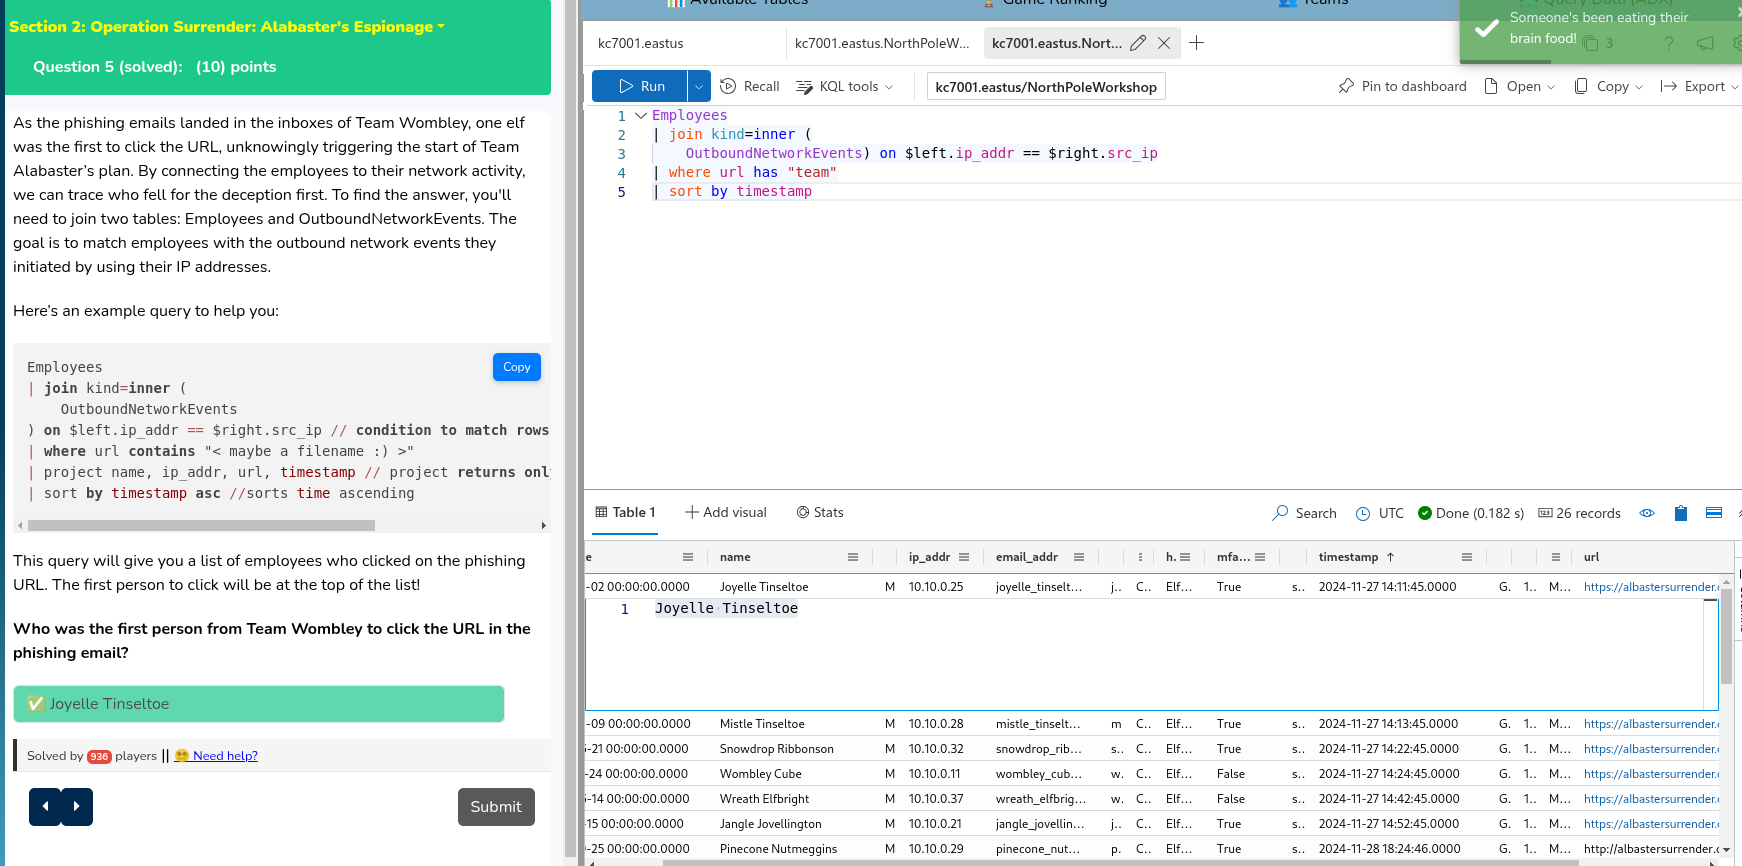 Section 2: Operation Surrender: Alabaster's Espionage
Question 5 (solved): (10) points
As the phishing emails landed in the inboxes of Team Wombley, one elf
was the first to click the URL, unknowingly triggering the start of Team
Alabaster’s plan. By connecting the employees to their network activity,
we can trace who fell for the deception first. To find the answer, you'll
need to join two tables: Employees and OutboundNetworkEvents. The
goal is to match employees with the outbound network events they
initiated by using their IP addresses.
Here’s an example query to help you:
Copy
Employees
| join kind=inner (
OutboundNetworkEvents
) on $left.ip_addr == $right.src_ip // condition to match rows
| where url contains "< maybe a filename :) >"
| project name, ip_addr, url, timestamp // project returns onl
| sort by timestamp asc //sorts time ascending
This query will give you a list of employees who clicked on the phishing
URL. The first person to click will be at the top of the list!
Who was the first person from Team Wombley to click the URL in the
phishing email?
✅ Joyelle Tinseltoe
Solved by 936 players || Need help?
Submit
Available Tables
Game Ranking
Teams
Query Data (ADX)
Someone's been eating their
brain food!
3
kc7001.eastus
kc7001.eastus.NorthPoleW...
kc7001.eastus.Nort...
Run
Recall
KQL tools
kc7001.eastus/NorthPoleWorkshop
Pin to dashboard
Open
Copy
Export
1 Employees
2 | join kind=inner (
3 OutboundNetworkEvents) on $left.ip_addr == $right.src_ip
4 | where url has "team"
5 | sort by timestamp
Table 1
Add visual
Stats
Search
UTC
Done (0.182 s)
26 records
e name ip_addr email_addr h. mfa... timestamp ↑ url
-02 00:00:00.0000 Joyelle Tinseltoe M 10.10.0.25 joyelle_tinselt... j.. C.. Elf... True s.. 2024-11-27 14:11:45.0000 G. 1.. M... https://albastersurrender.
1 Joyelle Tinseltoe
-09 00:00:00.0000 Mistle Tinseltoe M 10.10.0.28 mistle_tinselt... m C.. Elf... True s.. 2024-11-27 14:13:45.0000 G. 1.. M... https://albastersurrender.
-21 00:00:00.0000 Snowdrop Ribbonson M 10.10.0.32 snowdrop_rib... s.. C.. Elf... True s.. 2024-11-27 14:22:45.0000 G. 1.. M... https://albastersurrender.
-24 00:00:00.0000 Wombley Cube M 10.10.0.11 wombley_cub... w. C.. Elf... False s.. 2024-11-27 14:24:45.0000 G. 1.. M... https://albastersurrender.
-14 00:00:00.0000 Wreath Elfbright M 10.10.0.37 wreath_elfbrig... w. C.. Elf... False s.. 2024-11-27 14:42:45.0000 G. 1.. M... https://albastersurrender.
-15 00:00:00.0000 Jangle Jovellington M 10.10.0.21 jangle_jovellin... j.. C.. Elf... True s.. 2024-11-27 14:52:45.0000 G. 1.. M... https://albastersurrender.
-25 00:00:00.0000 Pinecone Nutmeggins M 10.10.0.29 pinecone_nut... p. C.. Elf... True s.. 2024-11-28 18:24:46.0000 G. 1.. M... http://albastersurrender.c